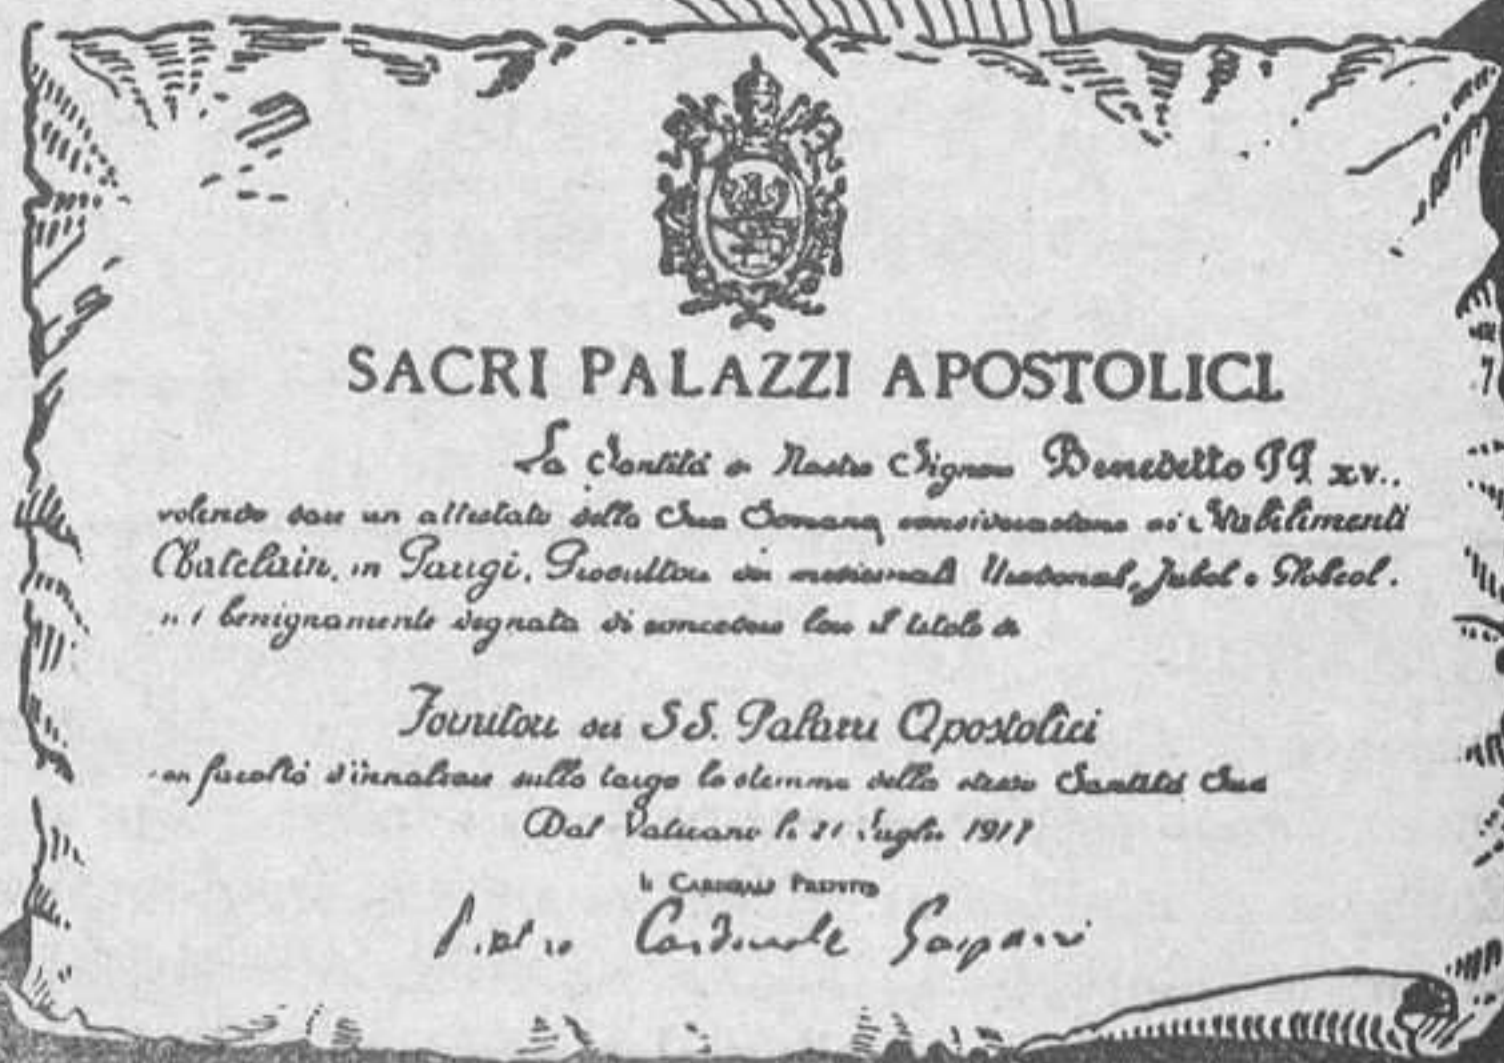 SACRI PALAZZI APOSTOLICI.
La Santità di Nostro Signore Benedetto PP. XV..
volendo dare un attestato della Sua Sovrana considerazione ai Stabilimenti
Chatelain, in Parigi, Produttori dei medicinali Urodonal, Jubol e Globeol.
si è benignamente degnata di concedere loro il titolo di
Fornitori dei SS. Palazzi Apostolici
con facoltà d'innalzare sulla targa lo stemma della stessa Santità Sua
Dal Vaticano li 21 Luglio 1917
Il Cardinale Prefetto
Pietro Cardinale Gasparri